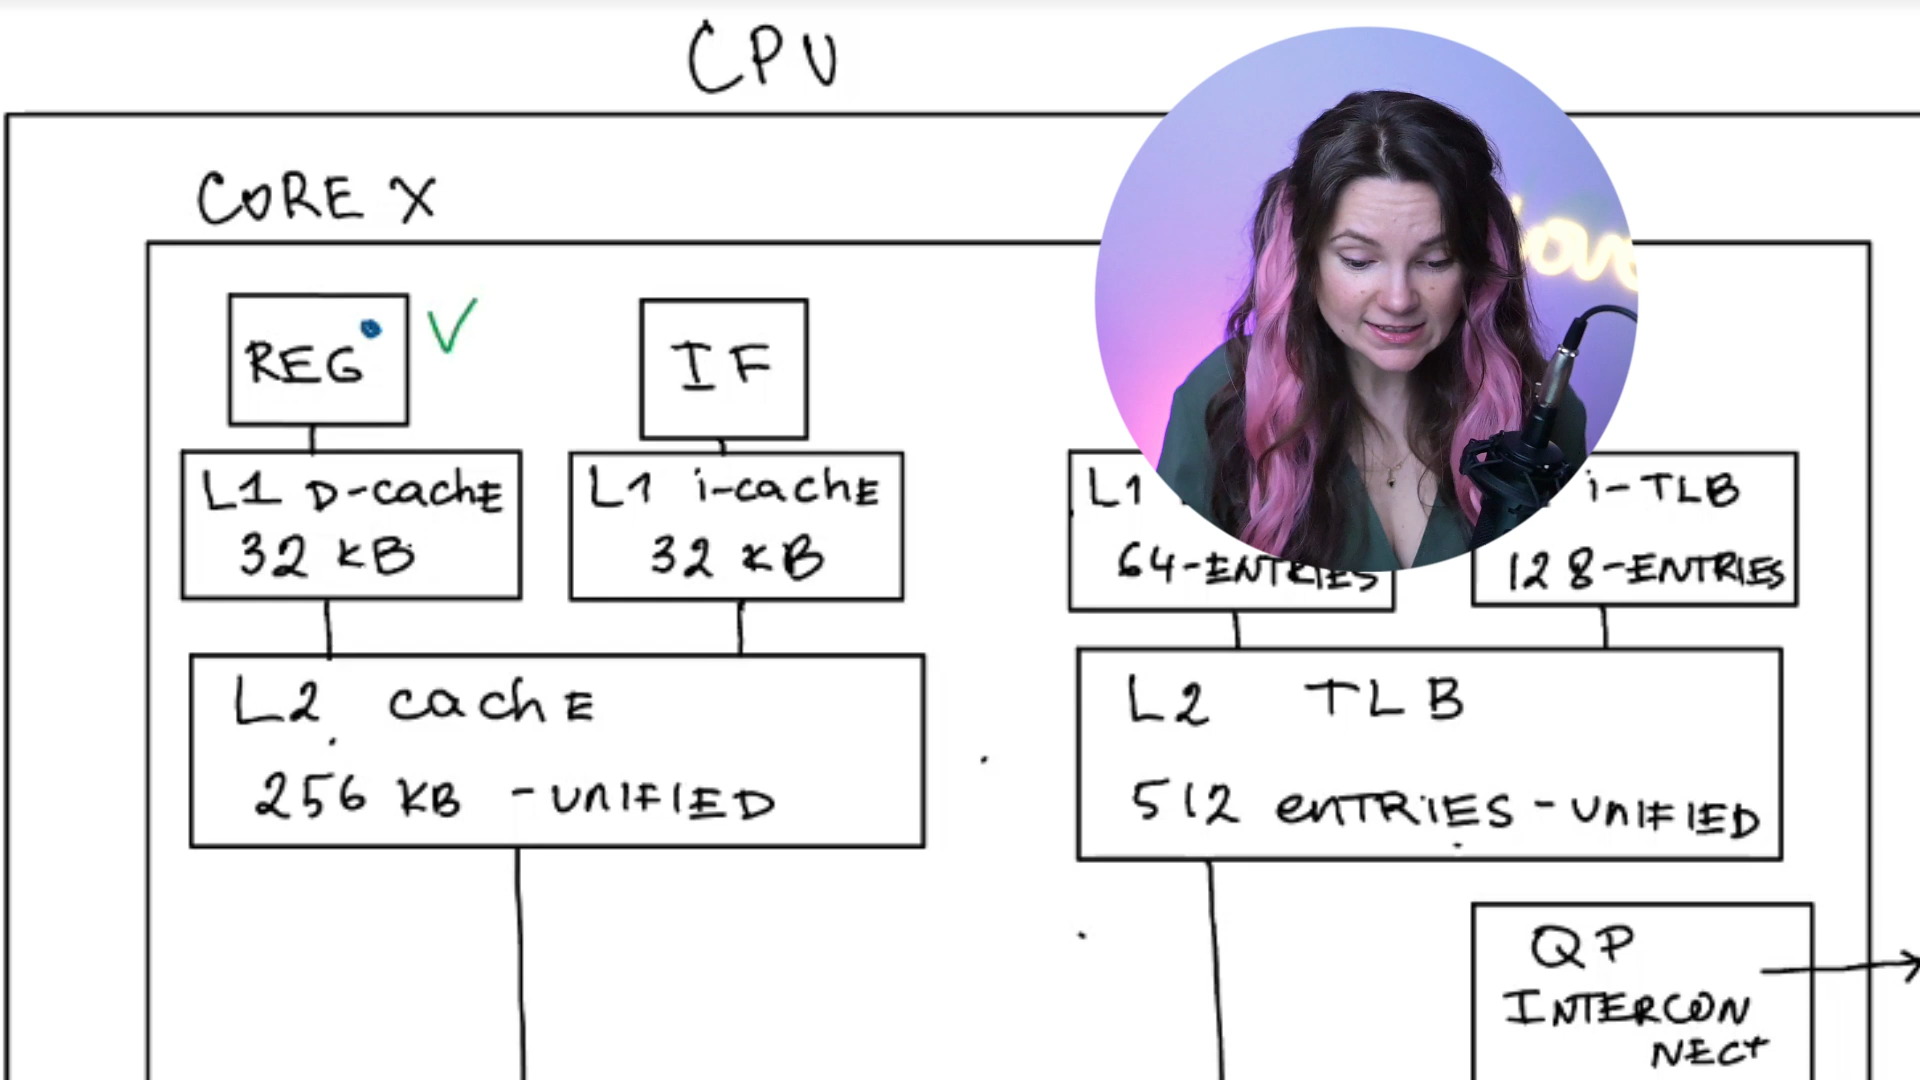 CPU
CORE X
REG
IF
L1 D-cachE
32 KB
L1 i-cachE
32 KB
L1
64-ENTRIES
i-TLB
128-ENTRIES
L2 cachE
256 KB - UNIFIED
L2 TLB
512 ENTRIES - UNIFIED
QP
INTERCON
NECT